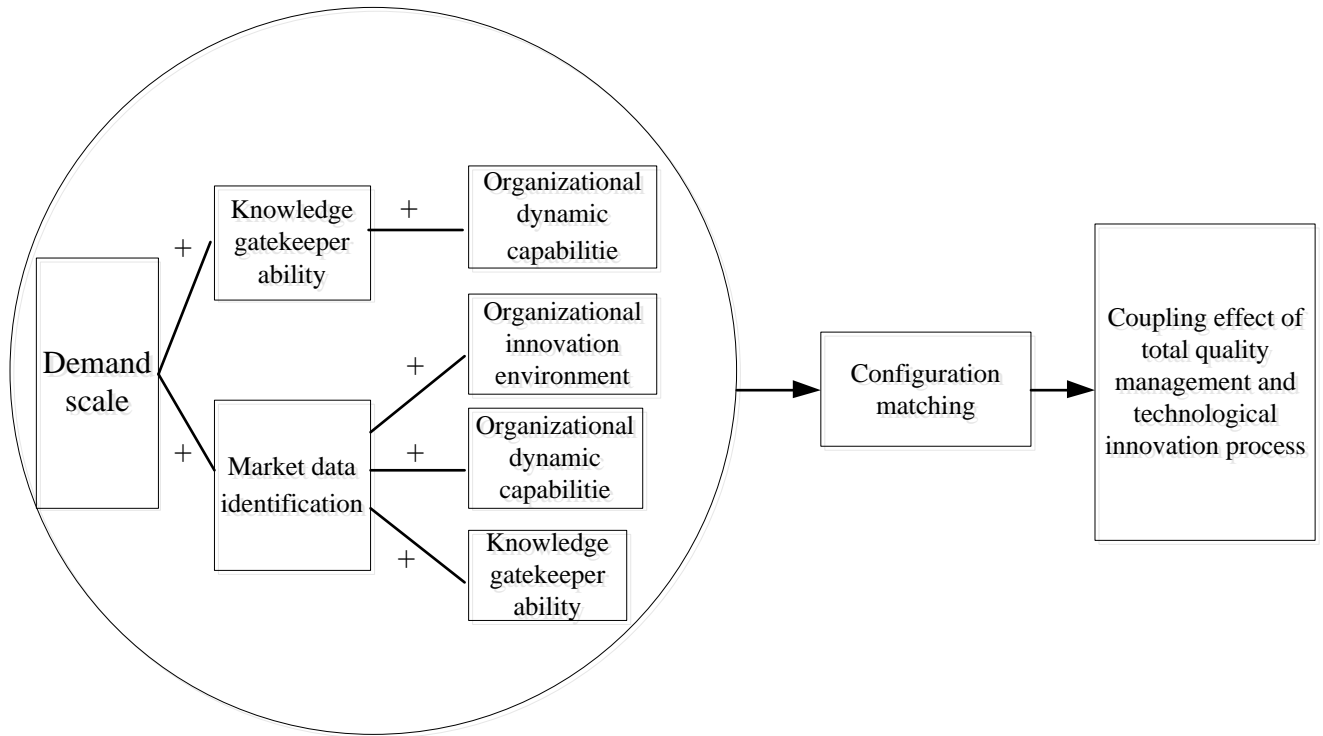 Demand
scale
+
+
Knowledge
gatekeeper
ability
Market data
identification
+
+
+
+
Organizational
dynamic
capabilitie
Organizational
innovation
environment
Organizational
dynamic
capabilitie
Knowledge
gatekeeper
ability
Configuration
matching
Coupling effect of
total quality
management and
technological
innovation process